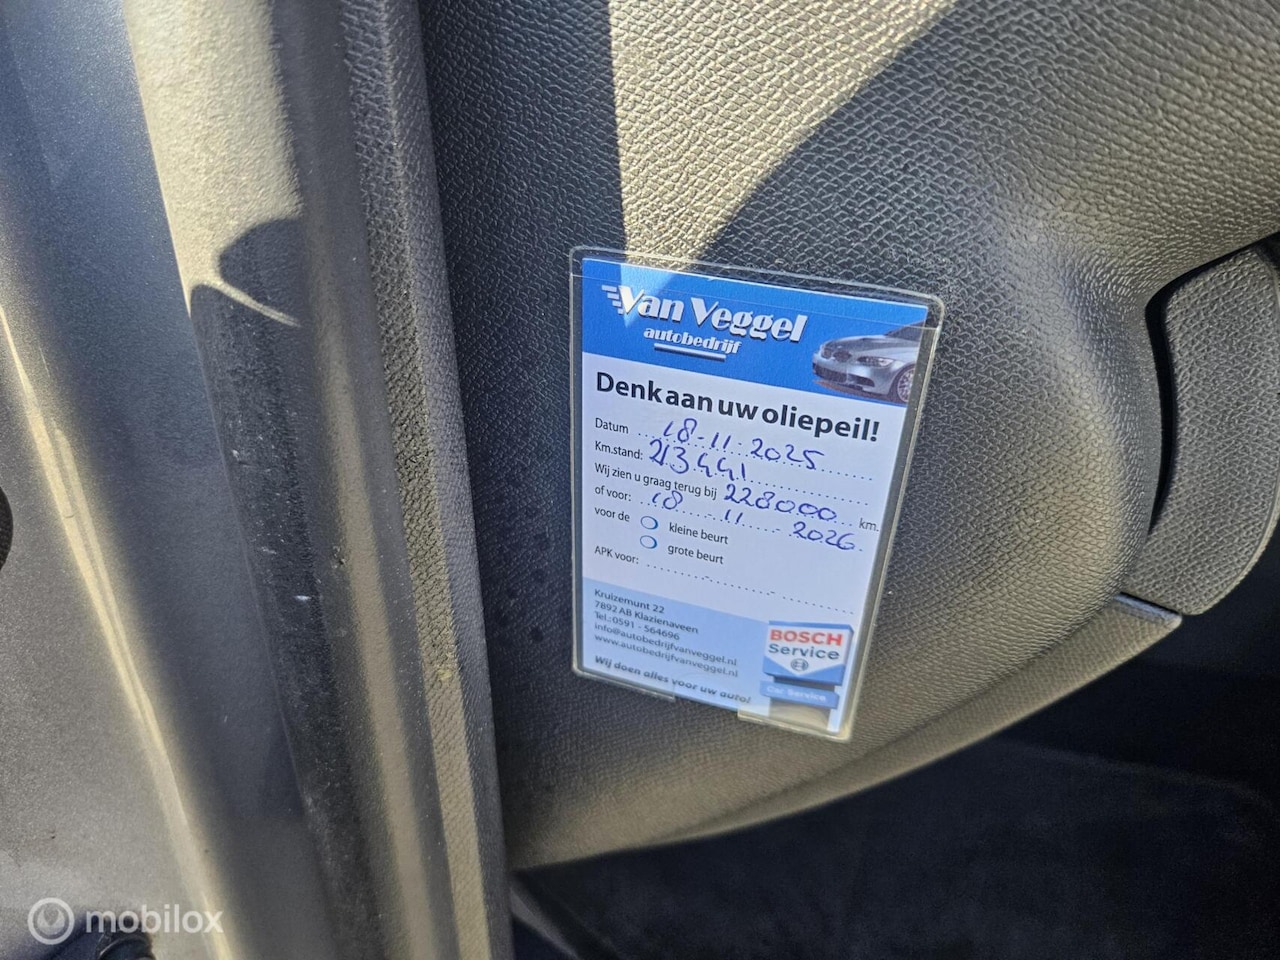 Van Veggel
autobedrijf
Denk aan uw oliepeil!
Datum 18-11-2025
Km.stand: 213441
Wij zien u graag terug bij 228000 km.
of voor: 18-11-2026
voor de kleine beurt
grote beurt
APK voor:
Kruizemunt 22
7892 AB Klazienaveen
Tel.: 0591 - 564696
info@autobedrijfvanveggel.nl
www.autobedrijfvanveggel.nl
Wij doen alles voor uw auto!
BOSCH
Service
Car Service
mobilox